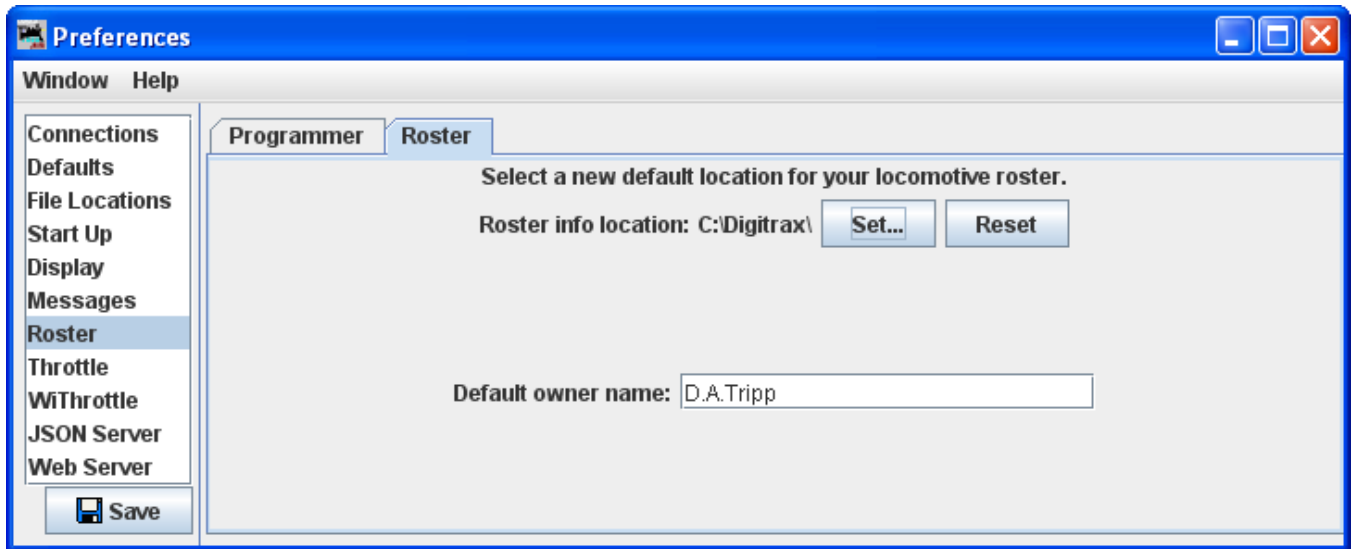 Preferences
Window Help
Connections
Defaults
File Locations
Start Up
Display
Messages
Roster
Throttle
WiThrottle
JSON Server
Web Server
Save
Programmer Roster
Select a new default location for your locomotive roster.
Roster info location: C:\Digitrax\ Set... Reset
Default owner name: D.A.Tripp